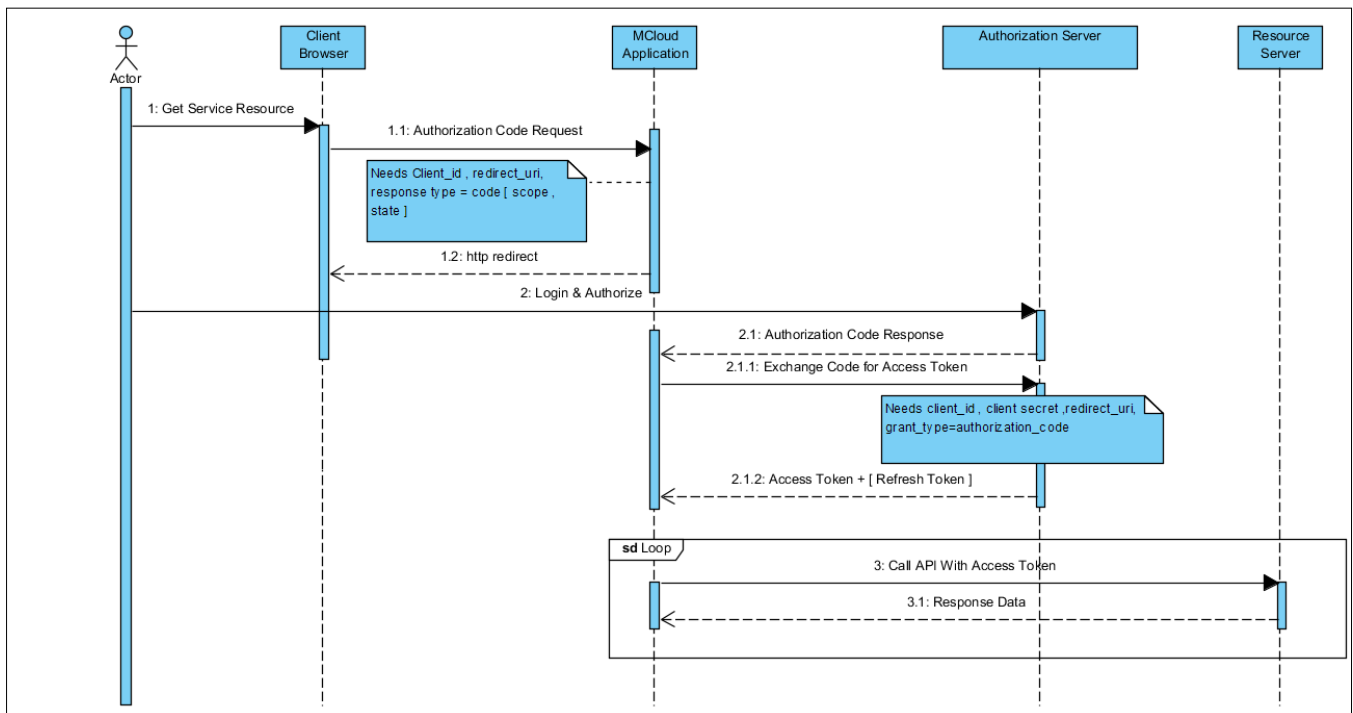 Client
Browser
MCloud
Application
Authorization Server
Resource
Server
Actor
1: Get Service Resource
1.1: Authorization Code Request
Needs Client_id , redirect_uri,
response type = code [ scope ,
state ]
1.2: http redirect
2: Login & Authorize
2.1: Authorization Code Response
2.1.1: Exchange Code for Access Token
Needs client_id , client secret ,redirect_uri,
grant_type=authorization_code
2.1.2: Access Token + [ Refresh Token ]
sd Loop
3: Call API With Access Token
3.1: Response Data